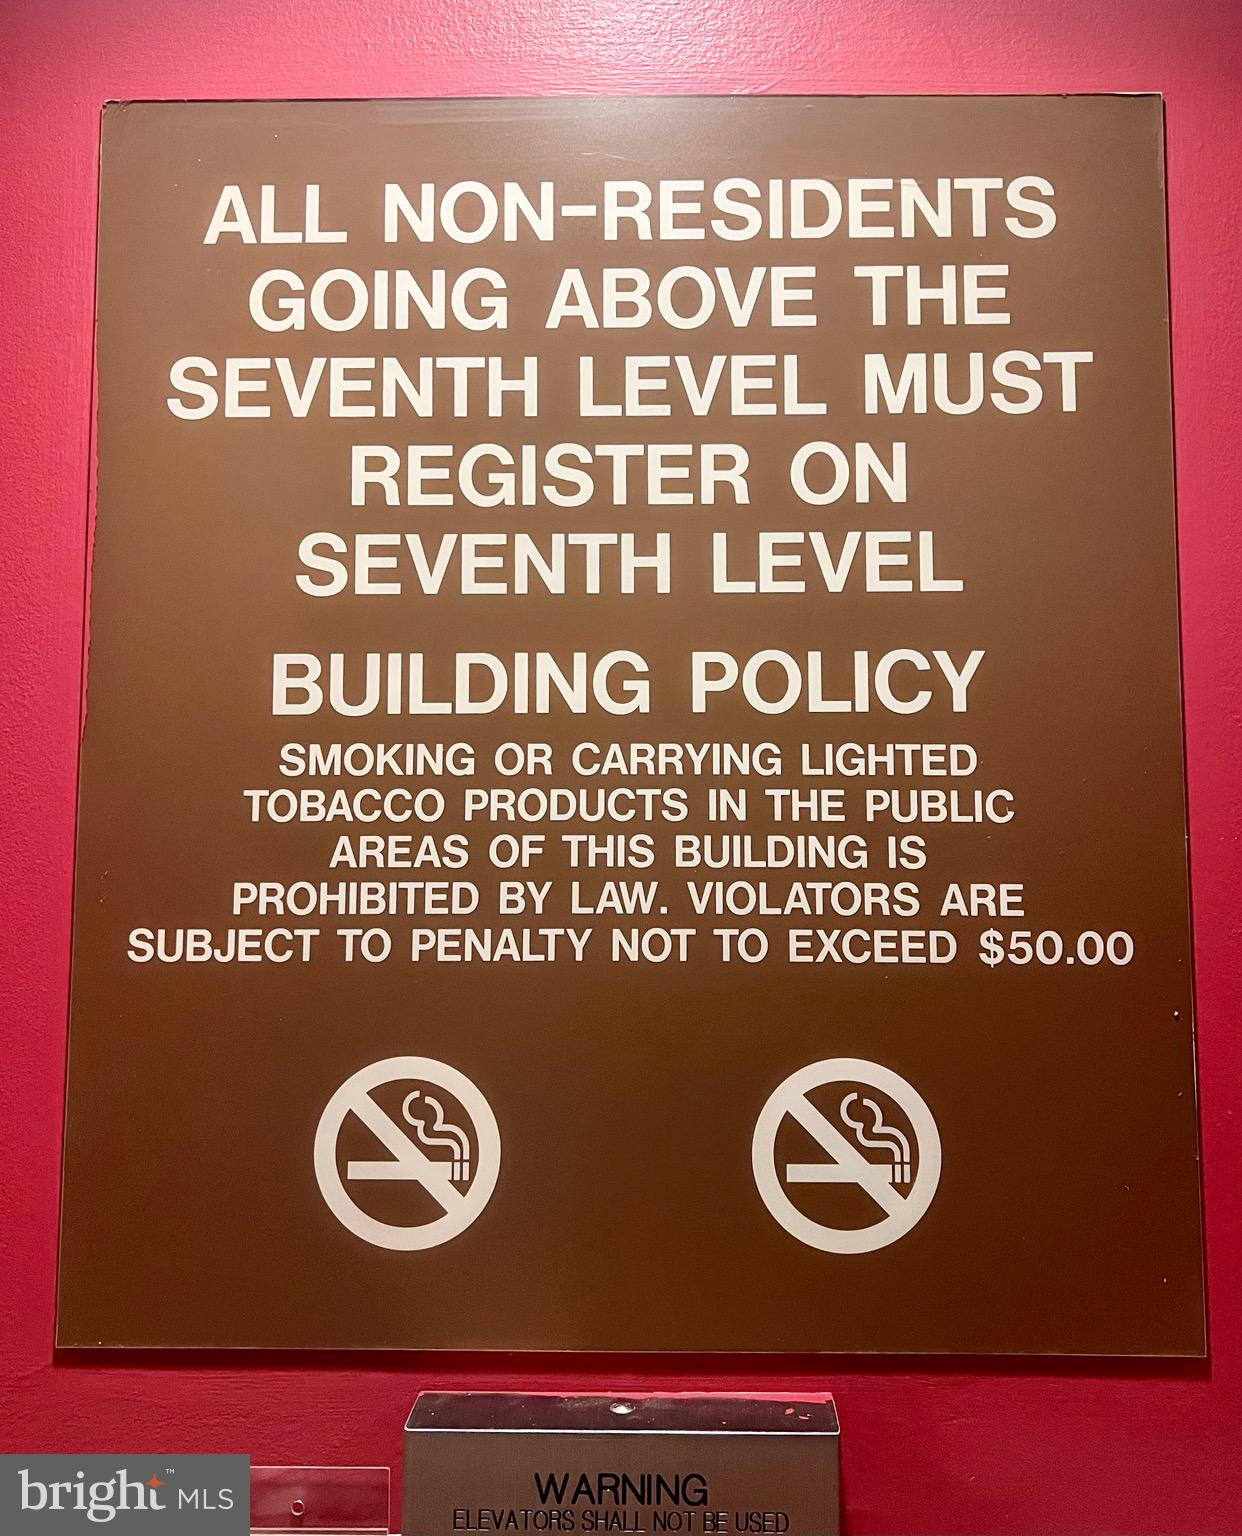 ALL NON-RESIDENTS
GOING ABOVE THE
SEVENTH LEVEL MUST
REGISTER ON
SEVENTH LEVEL
BUILDING POLICY
SMOKING OR CARRYING LIGHTED
TOBACCO PRODUCTS IN THE PUBLIC
AREAS OF THIS BUILDING IS
PROHIBITED BY LAW. VIOLATORS ARE
SUBJECT TO PENALTY NOT TO EXCEED $50.00
WARNING
ELEVATORS SHALL NOT BE USED
bright™ MLS